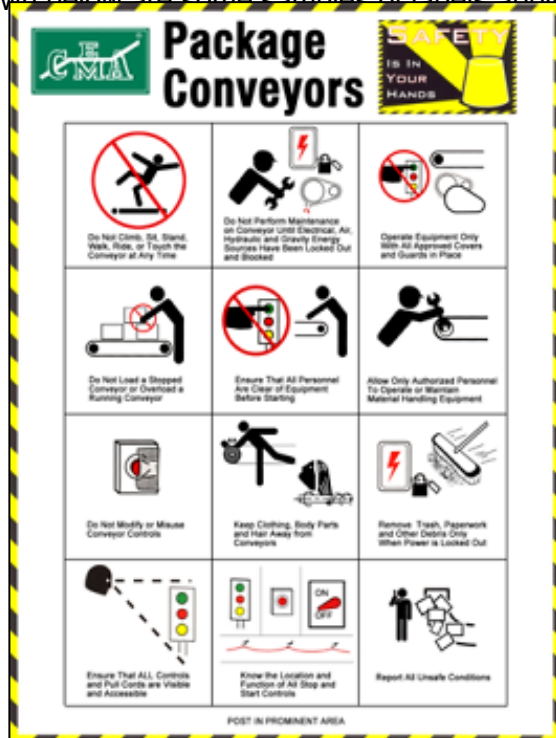 CEMA
Package
Conveyors
SAFETY
IS IN
YOUR
HANDS
Do Not Climb, Sit, Stand,
Walk, Ride, or Touch the
Conveyor at Any Time
Do Not Perform Maintenance
on Conveyor Until Electrical, Air,
Hydraulic and Gravity Energy
Sources Have Been Locked Out
and Blocked
Operate Equipment Only
With All Approved Covers
and Guards in Place
Do Not Load a Stopped
Conveyor or Overload a
Running Conveyor
Ensure That All Personnel
Are Clear of Equipment
Before Starting
Allow Only Authorized Personnel
To Operate or Maintain
Material Handling Equipment
Do Not Modify or Misuse
Conveyor Controls
Keep Clothing, Body Parts
and Hair Away from
Conveyors
Remove Trash, Paperwork
and Other Debris Only
When Power is Locked Out
Ensure That ALL Controls
and Pull Cords are Visible
and Accessible
ON
OFF
Know the Location and
Function of All Stop and
Start Controls
Report All Unsafe Conditions
POST IN PROMINENT AREA